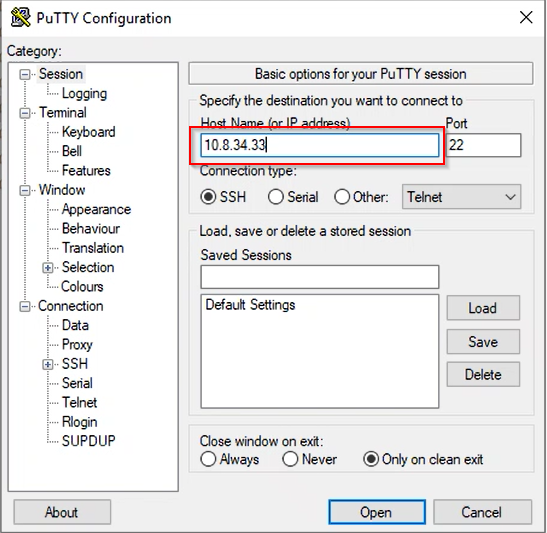 PuTTY Configuration
Category:
Session
Logging
Terminal
Keyboard
Bell
Features
Window
Appearance
Behaviour
Translation
Selection
Colours
Connection
Data
Proxy
SSH
Serial
Telnet
Rlogin
SUPDUP
Basic options for your PuTTY session
Specify the destination you want to connect to
Host Name (or IP address) Port
10.8.34.33 22
Connection type:
SSH Serial Other: Telnet
Load, save or delete a stored session
Saved Sessions
Default Settings
Load
Save
Delete
Close window on exit:
Always Never Only on clean exit
About Open Cancel